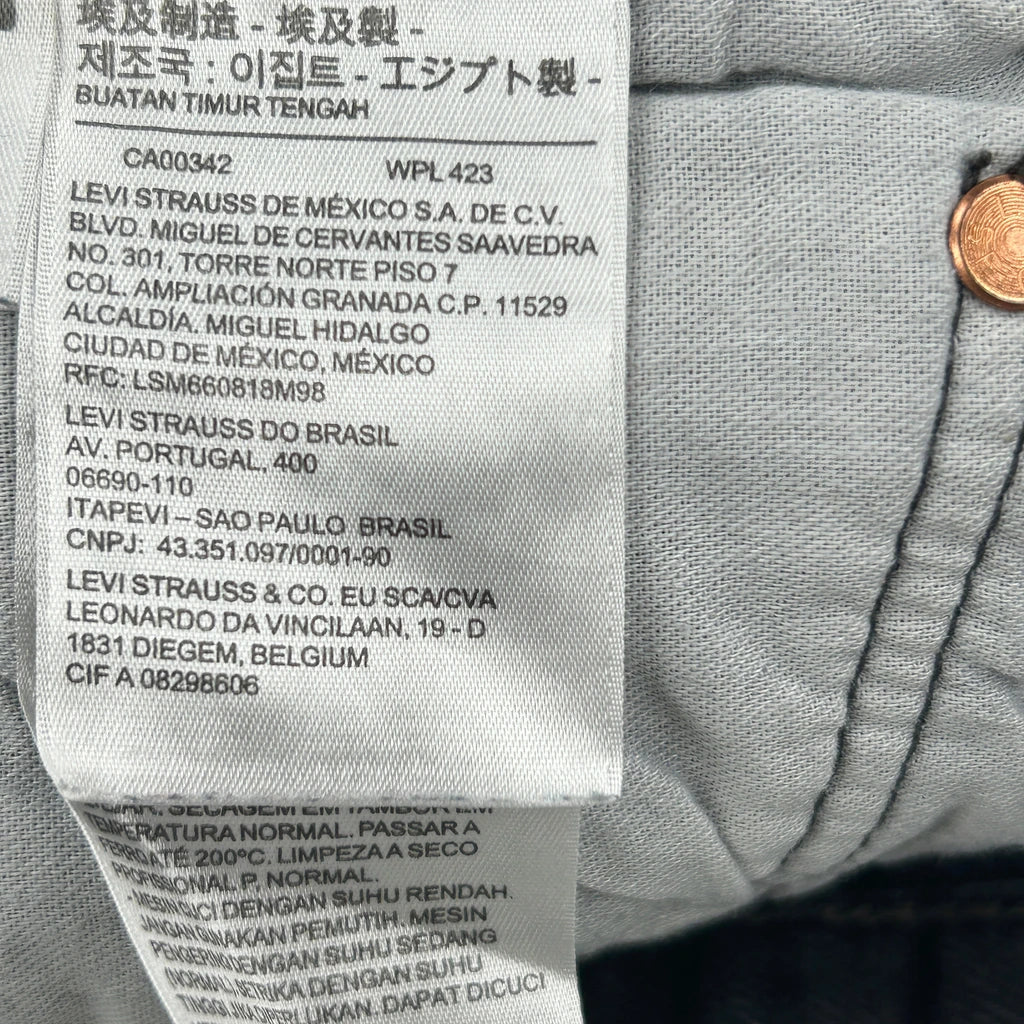 埃及制造 - 埃及製 -
제조국 : 이집트 - エジプト製 -
BUATAN TIMUR TENGAH
CA00342 WPL 423
LEVI STRAUSS DE MÉXICO S.A. DE C.V.
BLVD. MIGUEL DE CERVANTES SAAVEDRA
NO. 301, TORRE NORTE PISO 7
COL. AMPLIACIÓN GRANADA C.P. 11529
ALCALDÍA. MIGUEL HIDALGO
CIUDAD DE MÉXICO, MÉXICO
RFC: LSM660818M98
LEVI STRAUSS DO BRASIL
AV. PORTUGAL, 400
06690-110
ITAPEVI – SAO PAULO BRASIL
CNPJ: 43.351.097/0001-90
LEVI STRAUSS & CO. EU SCA/CVA
LEONARDO DA VINCILAAN, 19 - D
1831 DIEGEM, BELGIUM
CIF A 08298606
SECAGEM EM TAMBOR EM
TEMPERATURA NORMAL. PASSAR A
FERRO ATÉ 200ºC. LIMPEZA A SECO
P. NORMAL.
DENGAN SUHU RENDAH.
PEMUTIH. MESIN
DENGAN SUHU SEDANG
DENGAN SUHU
DAPAT DICUCI